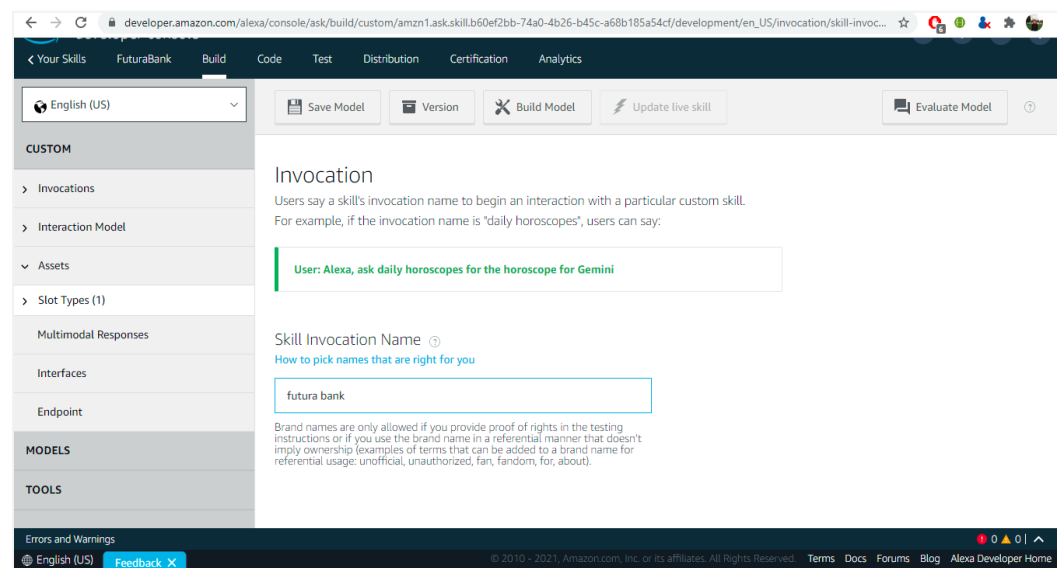 developer.amazon.com/alexa/console/ask/build/custom/amzn1.ask.skill.b60ef2bb-74a0-4b26-b45c-a68b185a54cf/development/en_US/invocation/skill-invoc...
6
Your Skills FuturaBank Build Code Test Distribution Certification Analytics
English (US)
Save Model Version Build Model Update live skill Evaluate Model ?
CUSTOM
Invocations
Interaction Model
Assets
Slot Types (1)
Multimodal Responses
Interfaces
Endpoint
MODELS
TOOLS
Invocation
Users say a skill's invocation name to begin an interaction with a particular custom skill.
For example, if the invocation name is "daily horoscopes", users can say:
User: Alexa, ask daily horoscopes for the horoscope for Gemini
Skill Invocation Name ?
How to pick names that are right for you
futura bank
Brand names are only allowed if you provide proof of rights in the testing
instructions or if you use the brand name in a referential manner that doesn't
imply ownership (examples of terms that can be added to a brand name for
referential usage: unofficial, unauthorized, fan, fandom, for, about).
Errors and Warnings 0 0
English (US) Feedback X © 2010 - 2021, Amazon.com, Inc. or its affiliates. All Rights Reserved. Terms Docs Forums Blog Alexa Developer Home